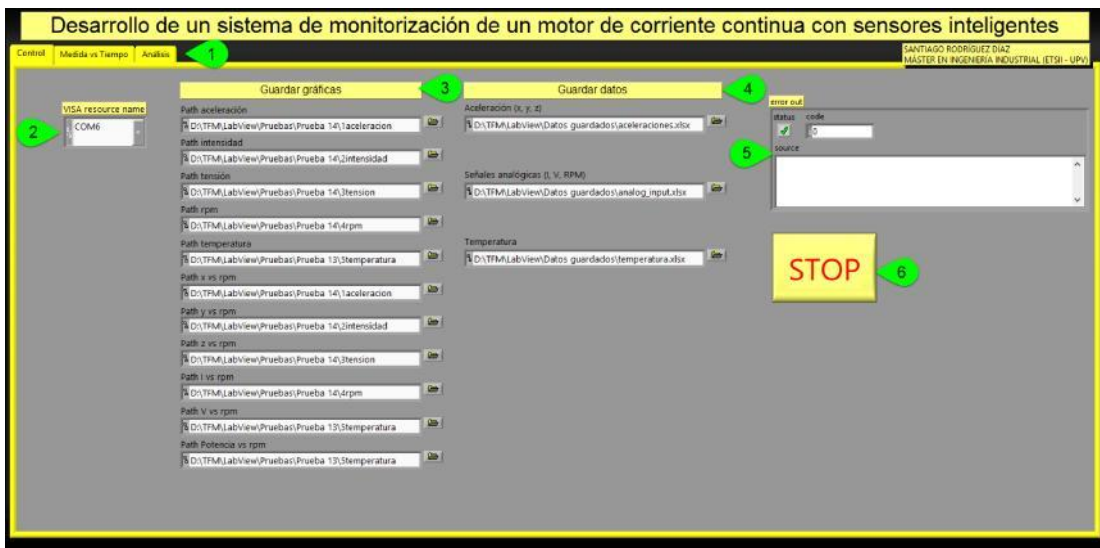 Desarrollo de un sistema de monitorización de un motor de corriente continua con sensores inteligentes
Control Medida vs Tiempo Análisis
1
SANTIAGO RODRÍGUEZ DÍAZ
MÁSTER EN INGENIERÍA INDUSTRIAL (ETSII - UPV)
VISA resource name
COM6
2
Guardar gráficas
3
Path aceleración
D:\TFM\LabView\Pruebas\Prueba 14\1aceleracion
Path intensidad
D:\TFM\LabView\Pruebas\Prueba 14\2intensidad
Path tensión
D:\TFM\LabView\Pruebas\Prueba 14\3tension
Path rpm
D:\TFM\LabView\Pruebas\Prueba 14\4rpm
Path temperatura
D:\TFM\LabView\Pruebas\Prueba 13\5temperatura
Path x vs rpm
D:\TFM\LabView\Pruebas\Prueba 14\1aceleracion
Path y vs rpm
D:\TFM\LabView\Pruebas\Prueba 14\2intensidad
Path z vs rpm
D:\TFM\LabView\Pruebas\Prueba 14\3tension
Path I vs rpm
D:\TFM\LabView\Pruebas\Prueba 14\4rpm
Path V vs rpm
D:\TFM\LabView\Pruebas\Prueba 13\5temperatura
Path Potencia vs rpm
D:\TFM\LabView\Pruebas\Prueba 13\5temperatura
Guardar datos
4
Aceleración (x, y, z)
D:\TFM\LabView\Datos guardados\aceleraciones.xlsx
Señales analógicas (I, V, RPM)
D:\TFM\LabView\Datos guardados\analog_input.xlsx
Temperatura
D:\TFM\LabView\Datos guardados\temperatura.xlsx
error out
status code
0
5
source
STOP
6